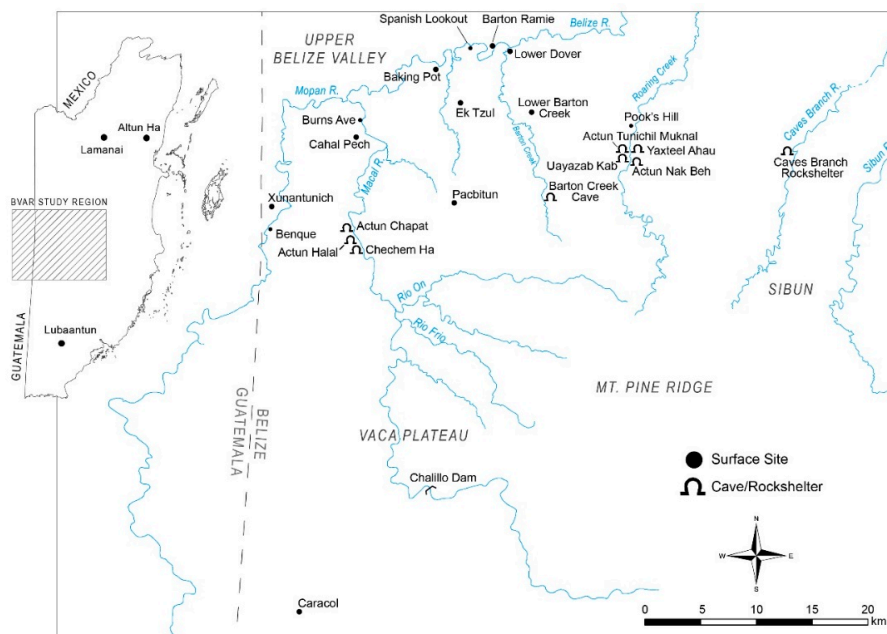 MEXICO
Altun Ha
Lamanai
BVAR STUDY REGION
Lubaantun
GUATEMALA
UPPER
BELIZE VALLEY
Spanish Lookout
Barton Ramie
Belize R.
Lower Dover
Baking Pot
Mopan R.
Burns Ave
Cahal Pech
Macal R.
Ek Tzul
Lower Barton
Creek
Barton Creek
Roaring Creek
Pook's Hill
Actun Tunichil Muknal
Yaxteel Ahau
Uayazab Kab
Actun Nak Beh
Barton Creek
Cave
Caves Branch R.
Caves Branch
Rockshelter
Sibun R
Xunantunich
Benque
Pacbitun
Actun Chapat
Actun Halal
Chechem Ha
Rio On
Rio Frio
SIBUN
MT. PINE RIDGE
VACA PLATEAU
BELIZE
GUATEMALA
Chalillo Dam
Caracol
Surface Site
Cave/Rockshelter
N
W
E
S
0 5 10 15 20
km